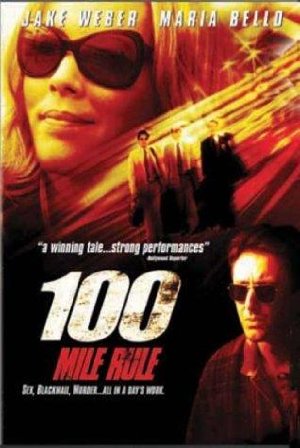 JAKE WEBER MARIA BELLO
"a winning tale...strong performances"
Hollywood Reporter
100
MILE RULE
SEX, BLACKMAIL, MURDER...ALL IN A DAY'S WORK.